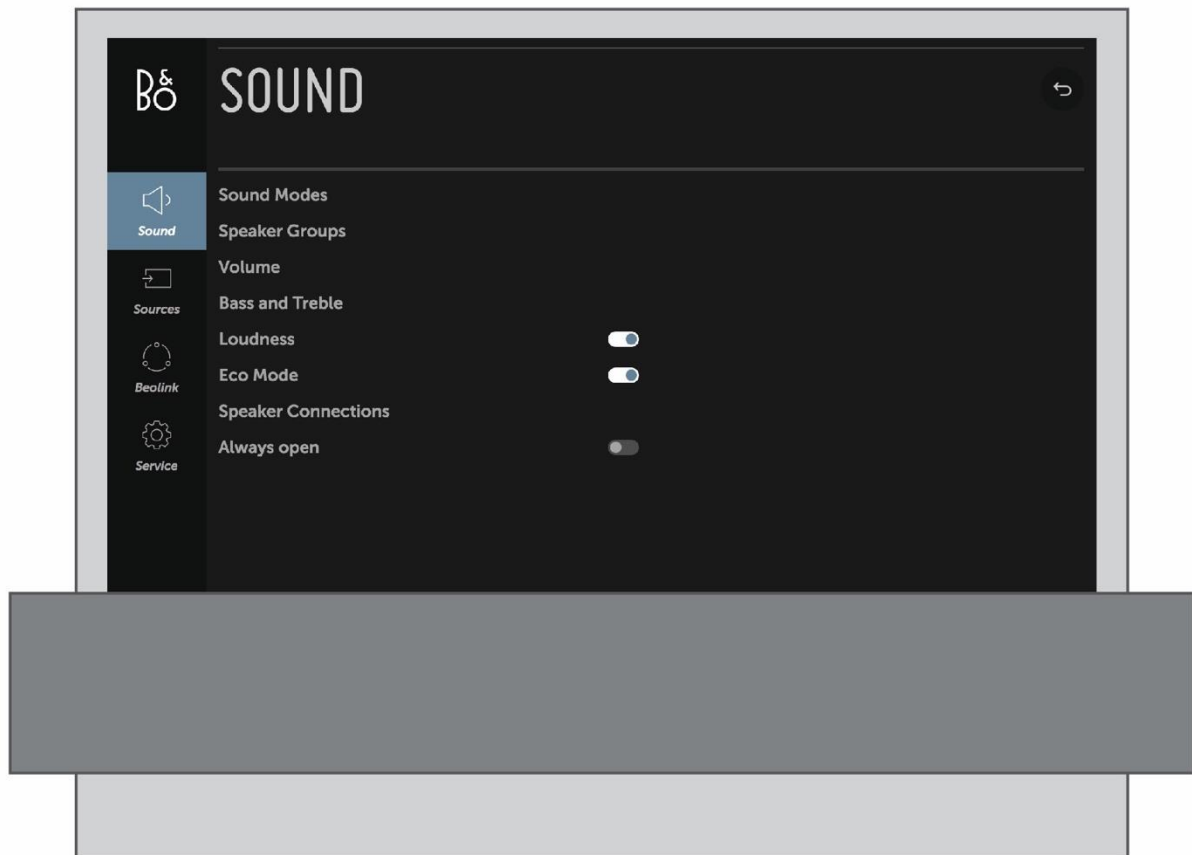 B&O
SOUND
Sound
Sources
Beolink
Service
Sound Modes
Speaker Groups
Volume
Bass and Treble
Loudness
Eco Mode
Speaker Connections
Always open